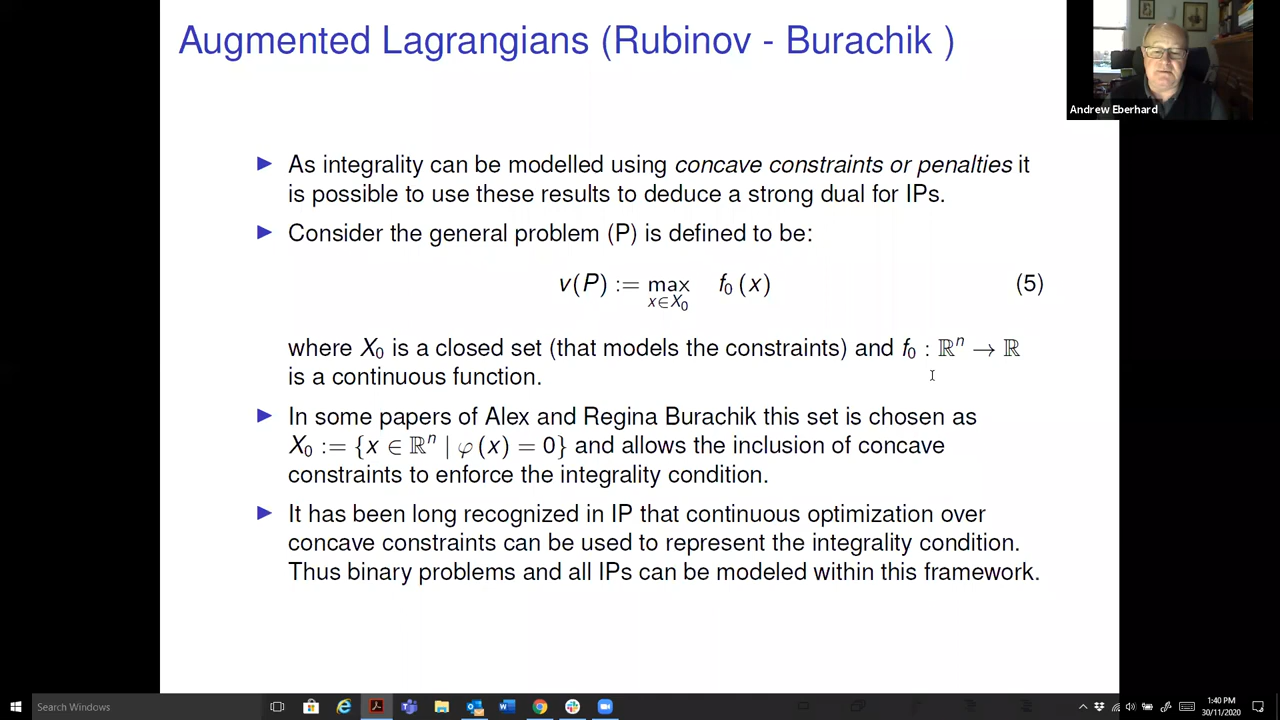 Augmented Lagrangians (Rubinov - Burachik )
Andrew Eberhard
► As integrality can be modelled using concave constraints or penalties it
is possible to use these results to deduce a strong dual for IPs.
► Consider the general problem (P) is defined to be:
v(P) := max f₀ (x) (5)
x∈X₀
where X₀ is a closed set (that models the constraints) and f₀ : ℝⁿ → ℝ
is a continuous function.
► In some papers of Alex and Regina Burachik this set is chosen as
X₀ := {x ∈ ℝⁿ | φ (x) = 0} and allows the inclusion of concave
constraints to enforce the integrality condition.
► It has been long recognized in IP that continuous optimization over
concave constraints can be used to represent the integrality condition.
Thus binary problems and all IPs can be modeled within this framework.
Search Windows
1:40 PM
30/11/2020